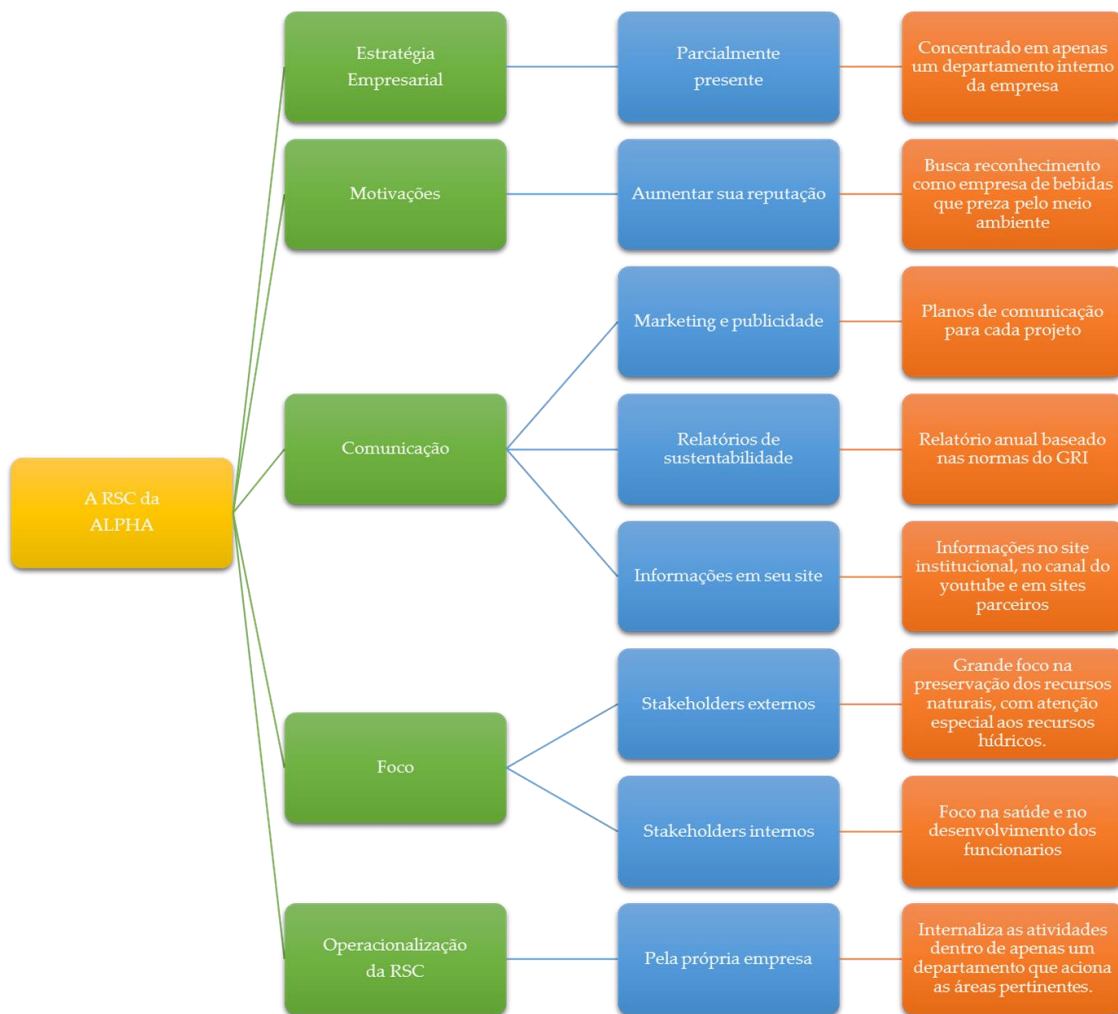 A RSC da
ALPHA
Estratégia
Empresarial
Parcialmente
presente
Concentrado em apenas
um departamento interno
da empresa
Motivações
Aumentar sua reputação
Busca reconhecimento
como empresa de bebidas
que preza pelo meio
ambiente
Comunicação
Marketing e publicidade
Planos de comunicação
para cada projeto
Relatórios de
sustentabilidade
Relatório anual baseado
nas normas do GRI
Informações em seu site
Informações no site
institucional, no canal do
youtube e em sites
parceiros
Foco
Stakeholders externos
Grande foco na
preservação dos recursos
naturais, com atenção
especial aos recursos
hídricos.
Stakeholders internos
Foco na saúde e no
desenvolvimento dos
funcionarios
Operacionalização
da RSC
Pela própria empresa
Internaliza as atividades
dentro de apenas um
departamento que aciona
as áreas pertinentes.